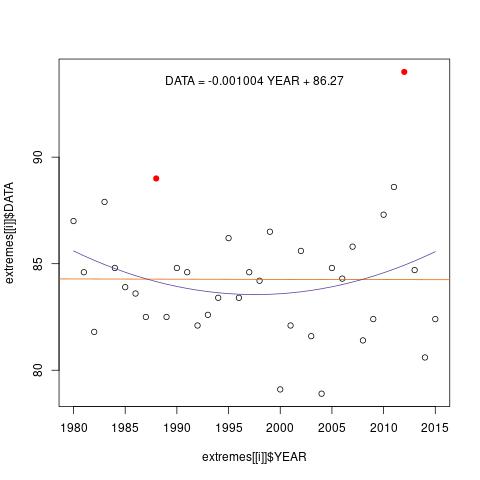 DATA = -0.001004 YEAR + 86.27
extremes[[i]]$DATA
90
85
80
1980 1985 1990 1995 2000 2005 2010 2015
extremes[[i]]$YEAR